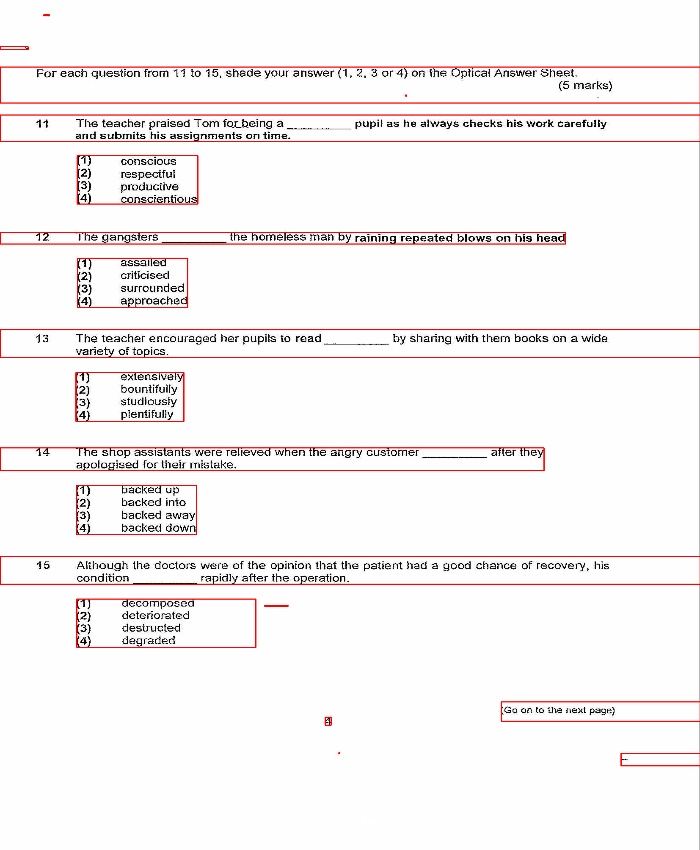 For each question from 11 to 15, shade your answer (1, 2, 3 or 4) on the Optical Answer Sheet.
(5 marks)
11 The teacher praised Tom for being a __________ pupil as he always checks his work carefully
and submits his assignments on time.
(1) conscious
(2) respectful
(3) productive
(4) conscientious
12 The gangsters __________ the homeless man by raining repeated blows on his head
(1) assailed
(2) criticised
(3) surrounded
(4) approached
13 The teacher encouraged her pupils to read __________ by sharing with them books on a wide
variety of topics.
(1) extensively
(2) bountifully
(3) studiously
(4) plentifully
14 The shop assistants were relieved when the angry customer __________ after they
apologised for their mistake.
(1) backed up
(2) backed into
(3) backed away
(4) backed down
15 Although the doctors were of the opinion that the patient had a good chance of recovery, his
condition __________ rapidly after the operation.
(1) decomposed
(2) deteriorated
(3) destructed
(4) degraded
(Go on to the next page)
4